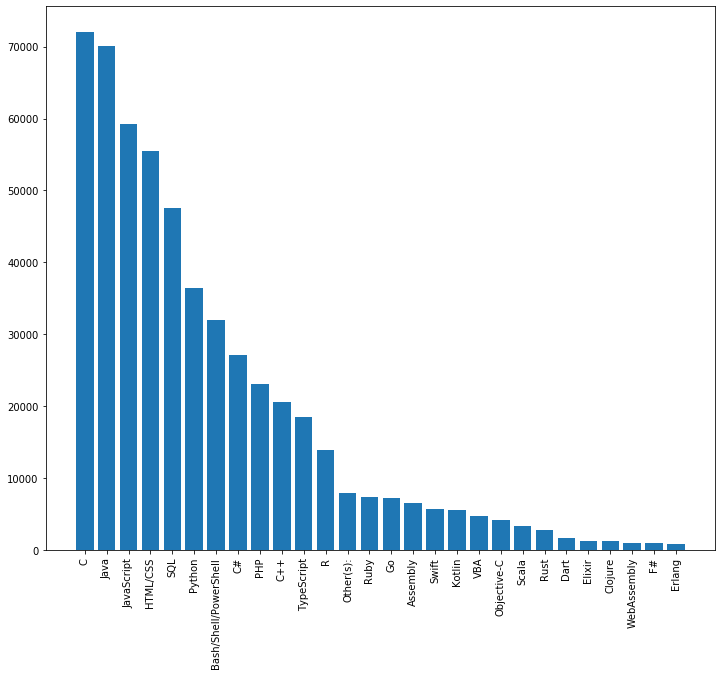 70000
60000
50000
40000
30000
20000
10000
0
C
Java
JavaScript
HTML/CSS
SQL
Python
Bash/Shell/PowerShell
C#
PHP
C++
TypeScript
R
Other(s):
Ruby
Go
Assembly
Swift
Kotlin
VBA
Objective-C
Scala
Rust
Dart
Elixir
Clojure
WebAssembly
F#
Erlang